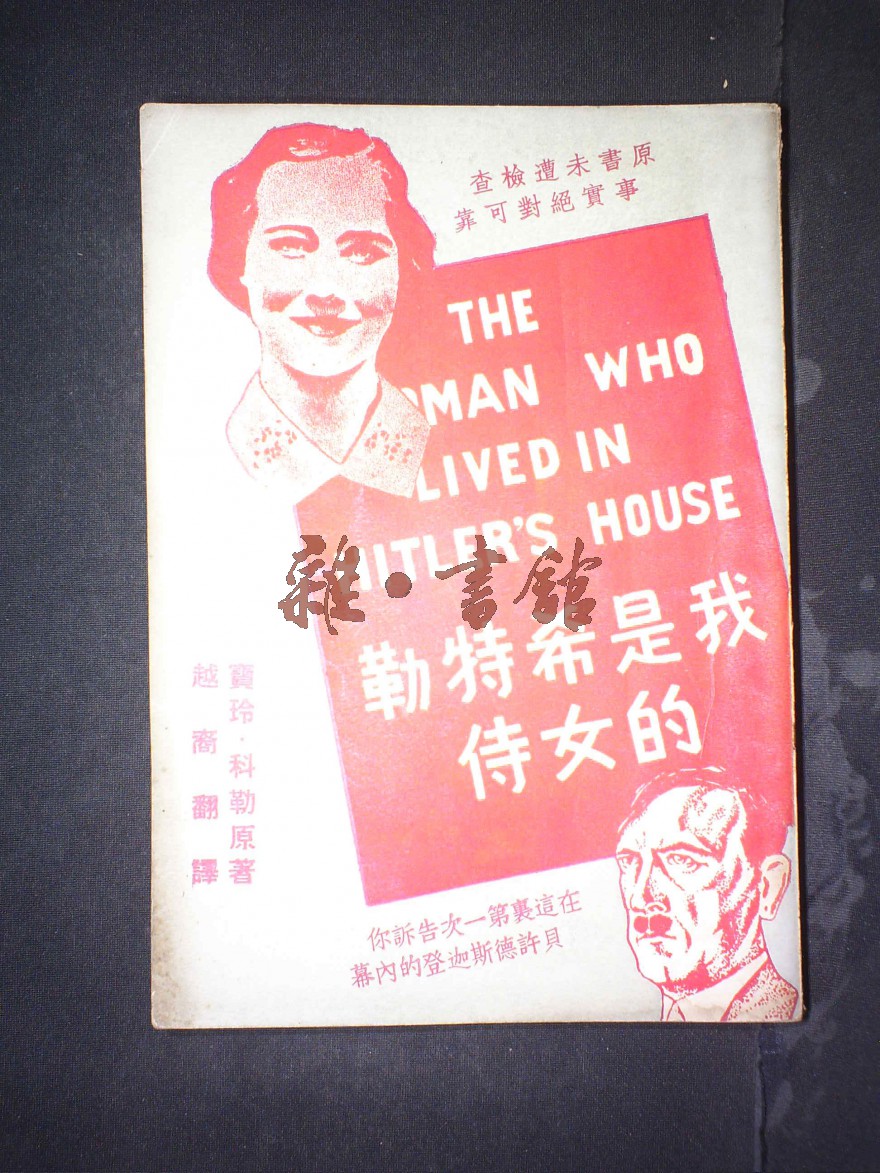 原書未遭檢查
事實絕對可靠
THE
OMAN WHO
LIVED IN
HITLER'S HOUSE
雜·書館
我是希特勒
的女侍
寶玲·科勒原著
越裔翻譯
在這裏第一次告訴你
貝許德斯迦登的內幕